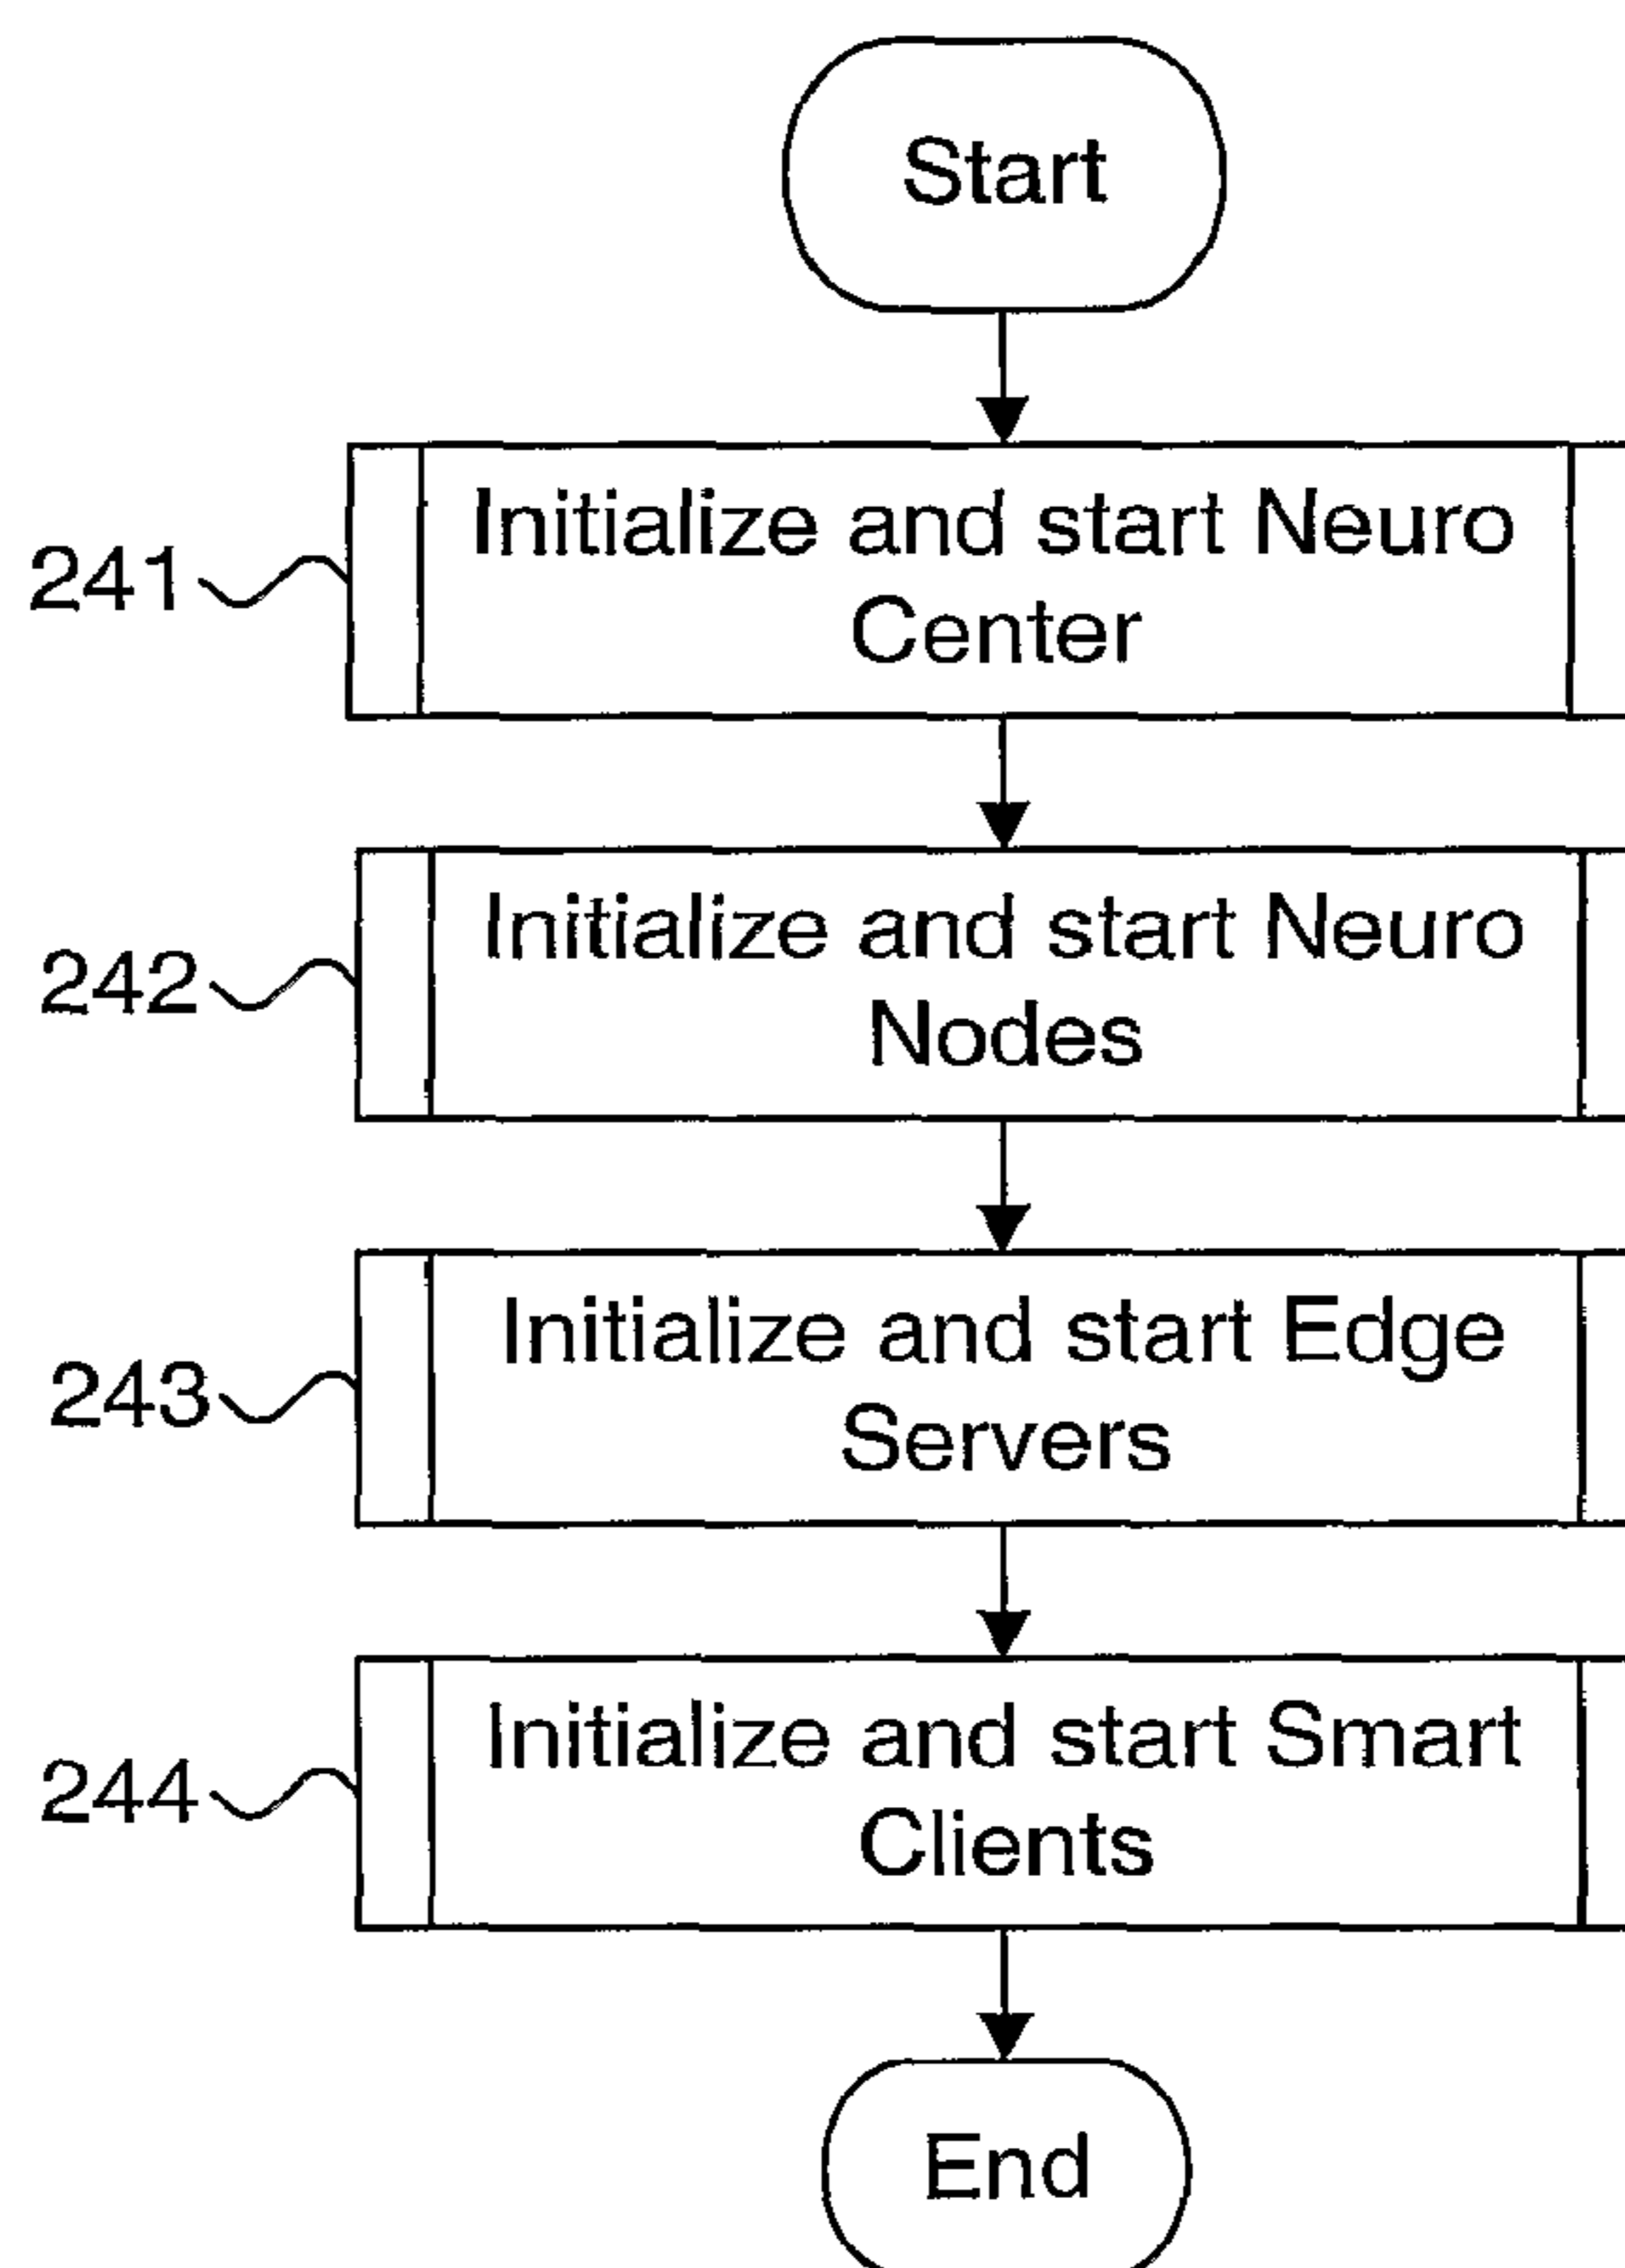 Start
241
Initialize and start Neuro
Center
242
Initialize and start Neuro
Nodes
243
Initialize and start Edge
Servers
244
Initialize and start Smart
Clients
End